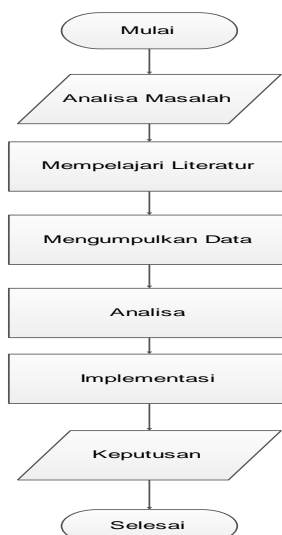 Mulai
Analisa Masalah
Mempelajari Literatur
Mengumpulkan Data
Analisa
Implementasi
Keputusan
Selesai